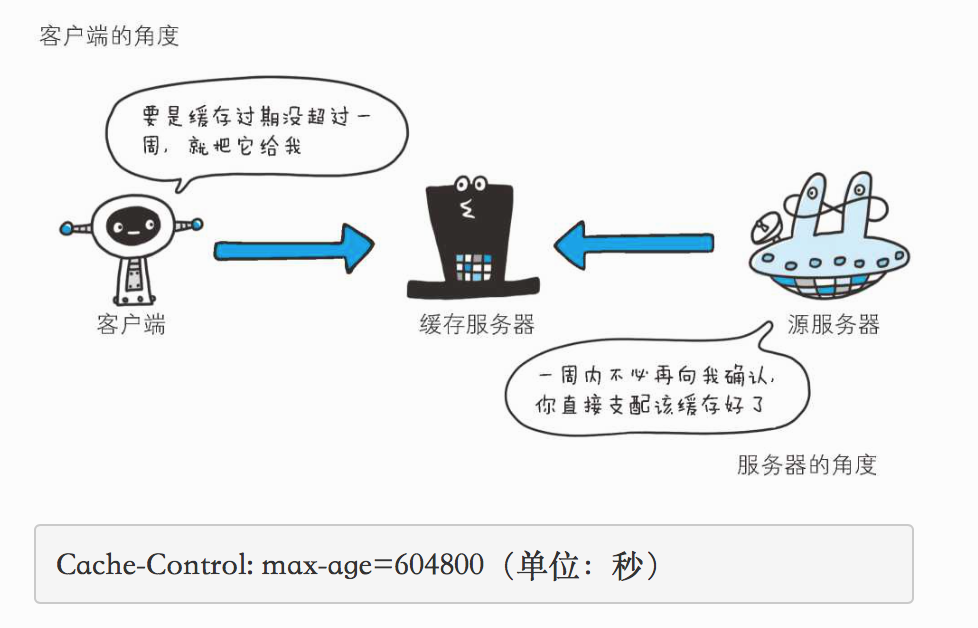 客户端的角度
要是缓存过期没超过一
周，就把它给我
客户端
缓存服务器
源服务器
一周内不必再向我确认，
你直接支配该缓存好了
服务器的角度
Cache-Control: max-age=604800（单位：秒）